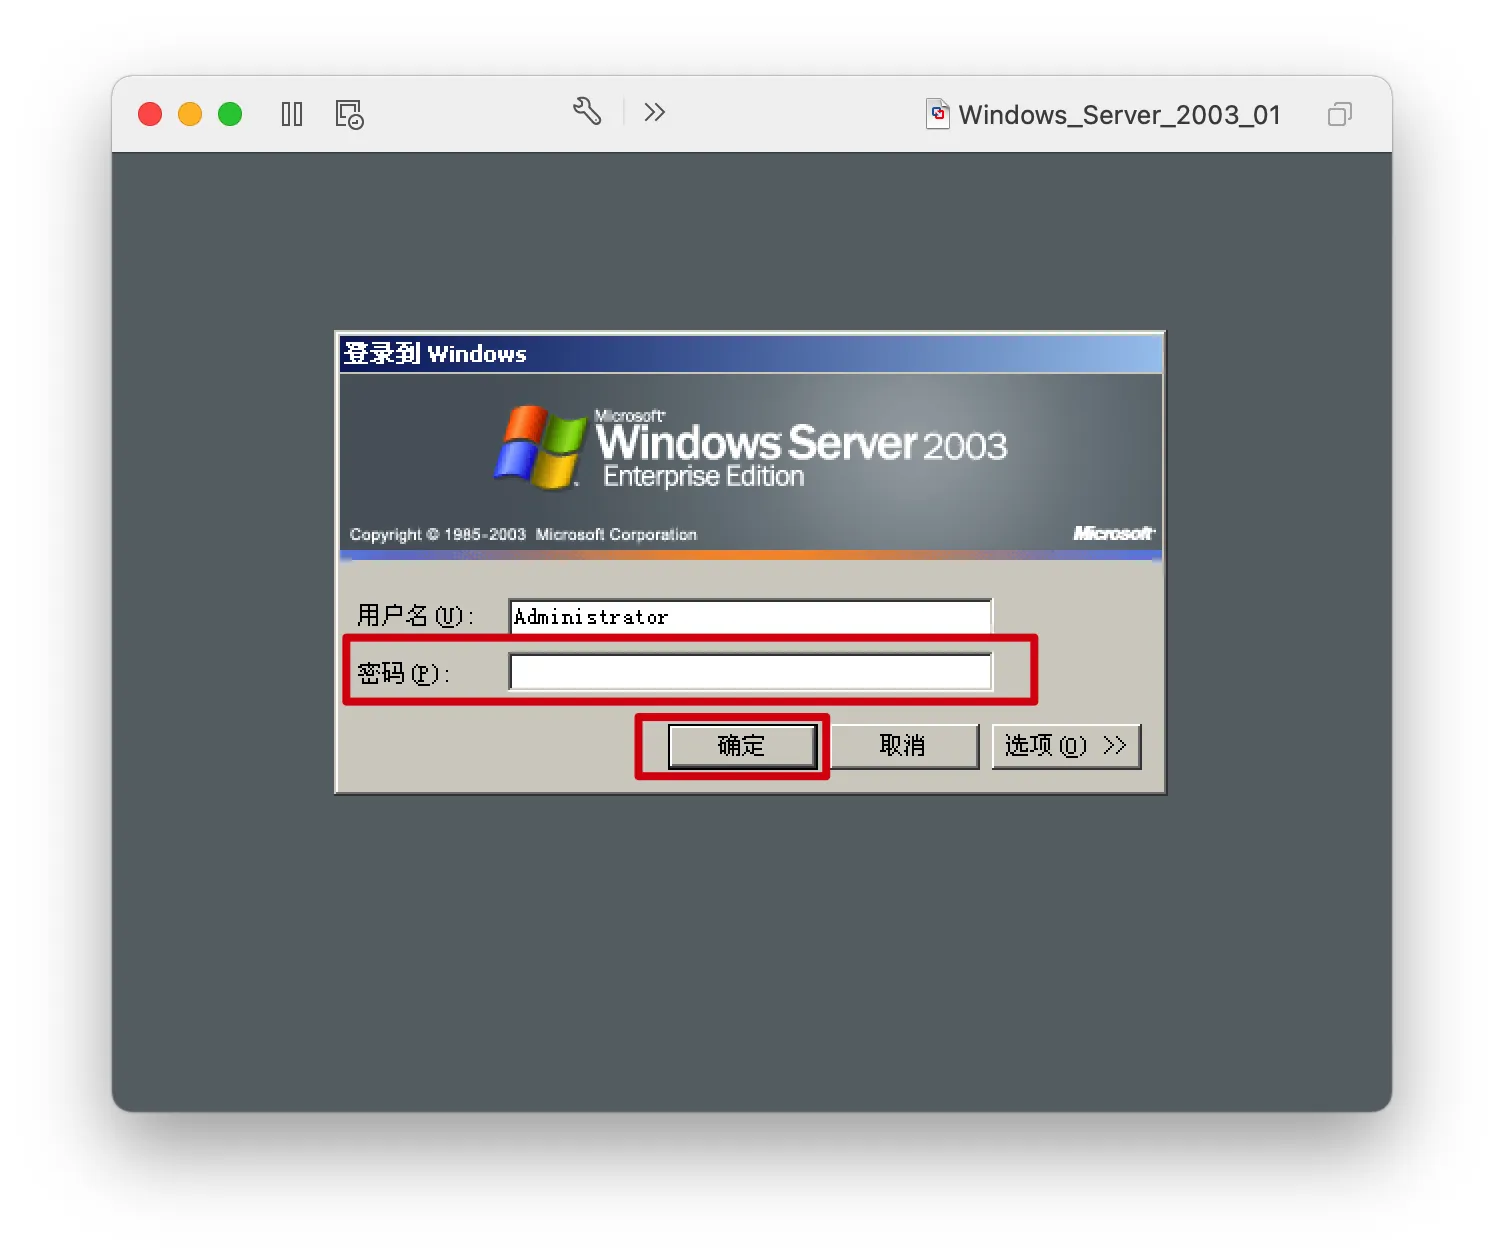 Windows_Server_2003_01
登录到 Windows
Microsoft
Windows Server 2003
Enterprise Edition
Copyright © 1985-2003 Microsoft Corporation
Microsoft
用户名(U):
Administrator
密码(P):
确定
取消
选项(O) >>